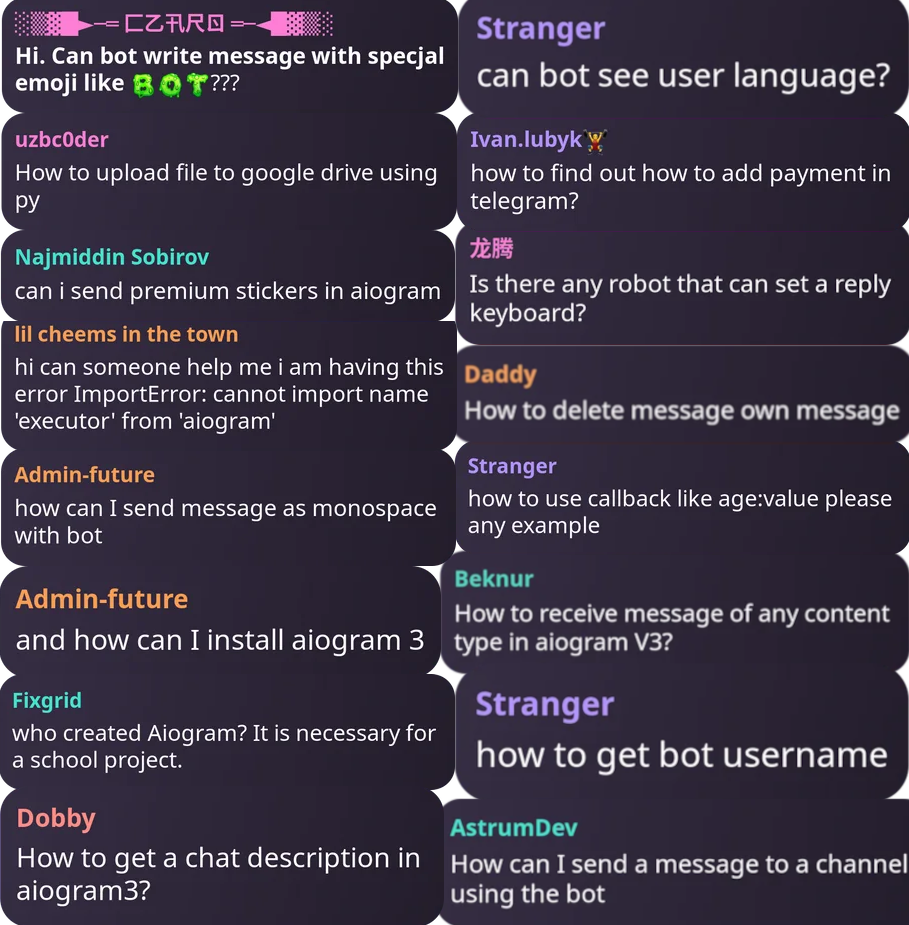 ░▒▓█►─═ 匚乙卂尺口 ═─◄█▓▒░
Hi. Can bot write message with specjal
emoji like BOT???
uzbc0der
How to upload file to google drive using
py
Najmiddin Sobirov
can i send premium stickers in aiogram
lil cheems in the town
hi can someone help me i am having this
error ImportError: cannot import name
'executor' from 'aiogram'
Admin-future
how can I send message as monospace
with bot
Admin-future
and how can I install aiogram 3
Fixgrid
who created Aiogram? It is necessary for
a school project.
Dobby
How to get a chat description in
aiogram3?
Stranger
can bot see user language?
Ivan.lubyk🏋
how to find out how to add payment in
telegram?
龙腾
Is there any robot that can set a reply
keyboard?
Daddy
How to delete message own message
Stranger
how to use callback like age:value please
any example
Beknur
How to receive message of any content
type in aiogram V3?
Stranger
how to get bot username
AstrumDev
How can I send a message to a channel
using the bot